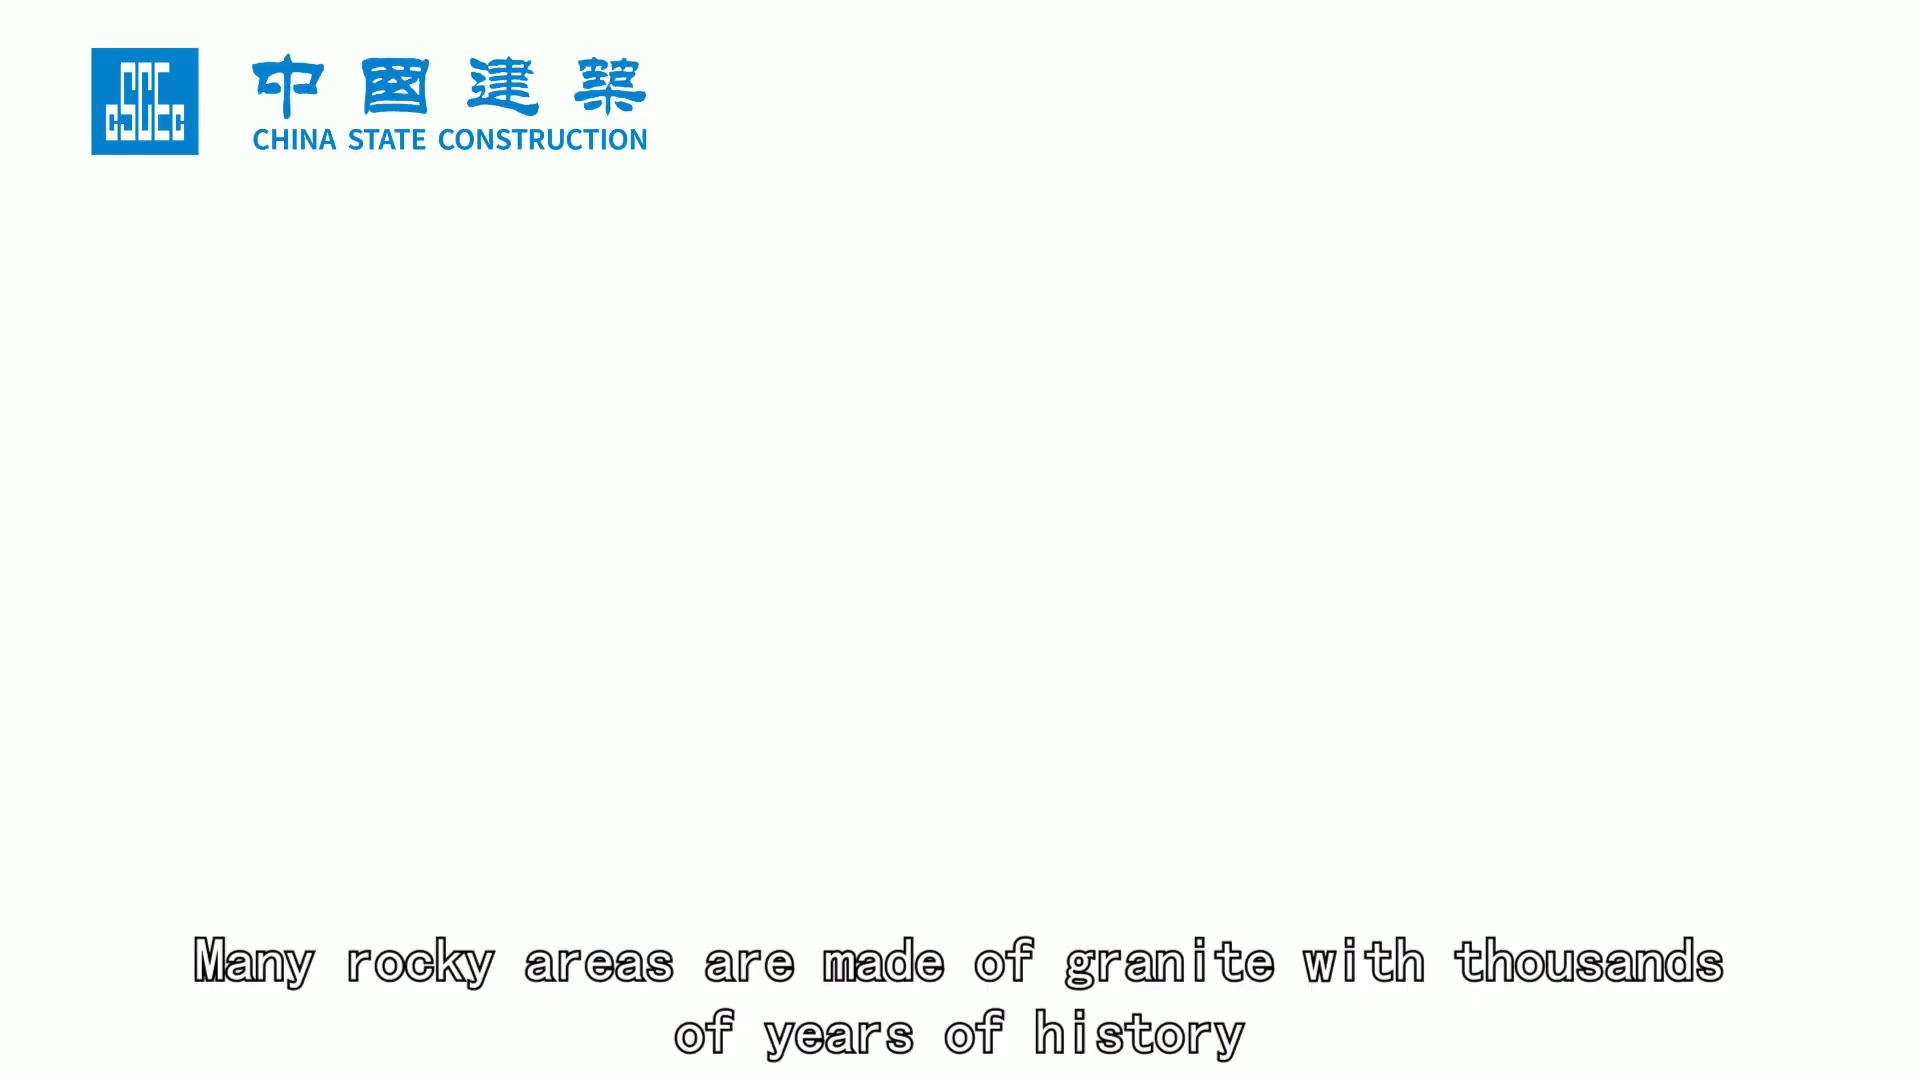 CSCEC
中國建築
CHINA STATE CONSTRUCTION
Many rocky areas are made of granite with thousands
of years of history